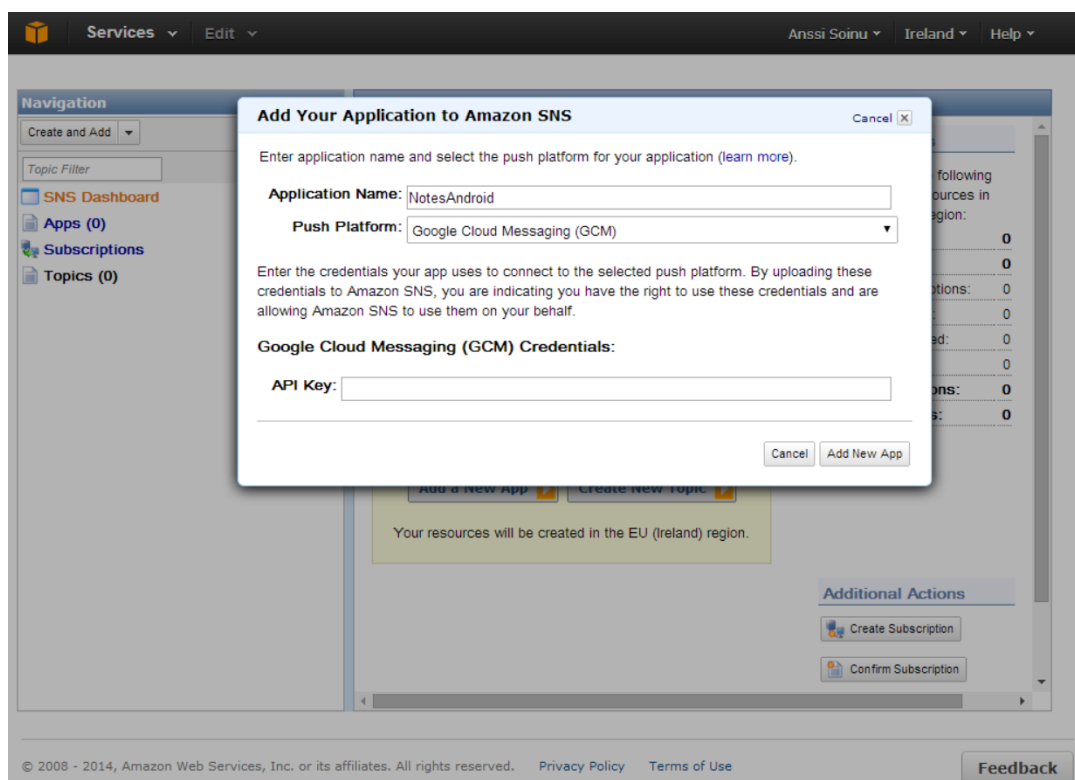 Services Edit Anssi Soinu Ireland Help
Navigation
Create and Add
Topic Filter
SNS Dashboard
Apps (0)
Subscriptions
Topics (0)
Add Your Application to Amazon SNS
Cancel
Enter application name and select the push platform for your application (learn more).
Application Name: NotesAndroid
Push Platform: Google Cloud Messaging (GCM)
Enter the credentials your app uses to connect to the selected push platform. By uploading these
credentials to Amazon SNS, you are indicating you have the right to use these credentials and are
allowing Amazon SNS to use them on your behalf.
Google Cloud Messaging (GCM) Credentials:
API Key:
Cancel Add New App
following
egion:
0
0
0
0
0
0
0
0
Add a New App Create New Topic
Your resources will be created in the EU (Ireland) region.
Additional Actions
Create Subscription
Confirm Subscription
© 2008 - 2014, Amazon Web Services, Inc. or its affiliates. All rights reserved. Privacy Policy Terms of Use
Feedback